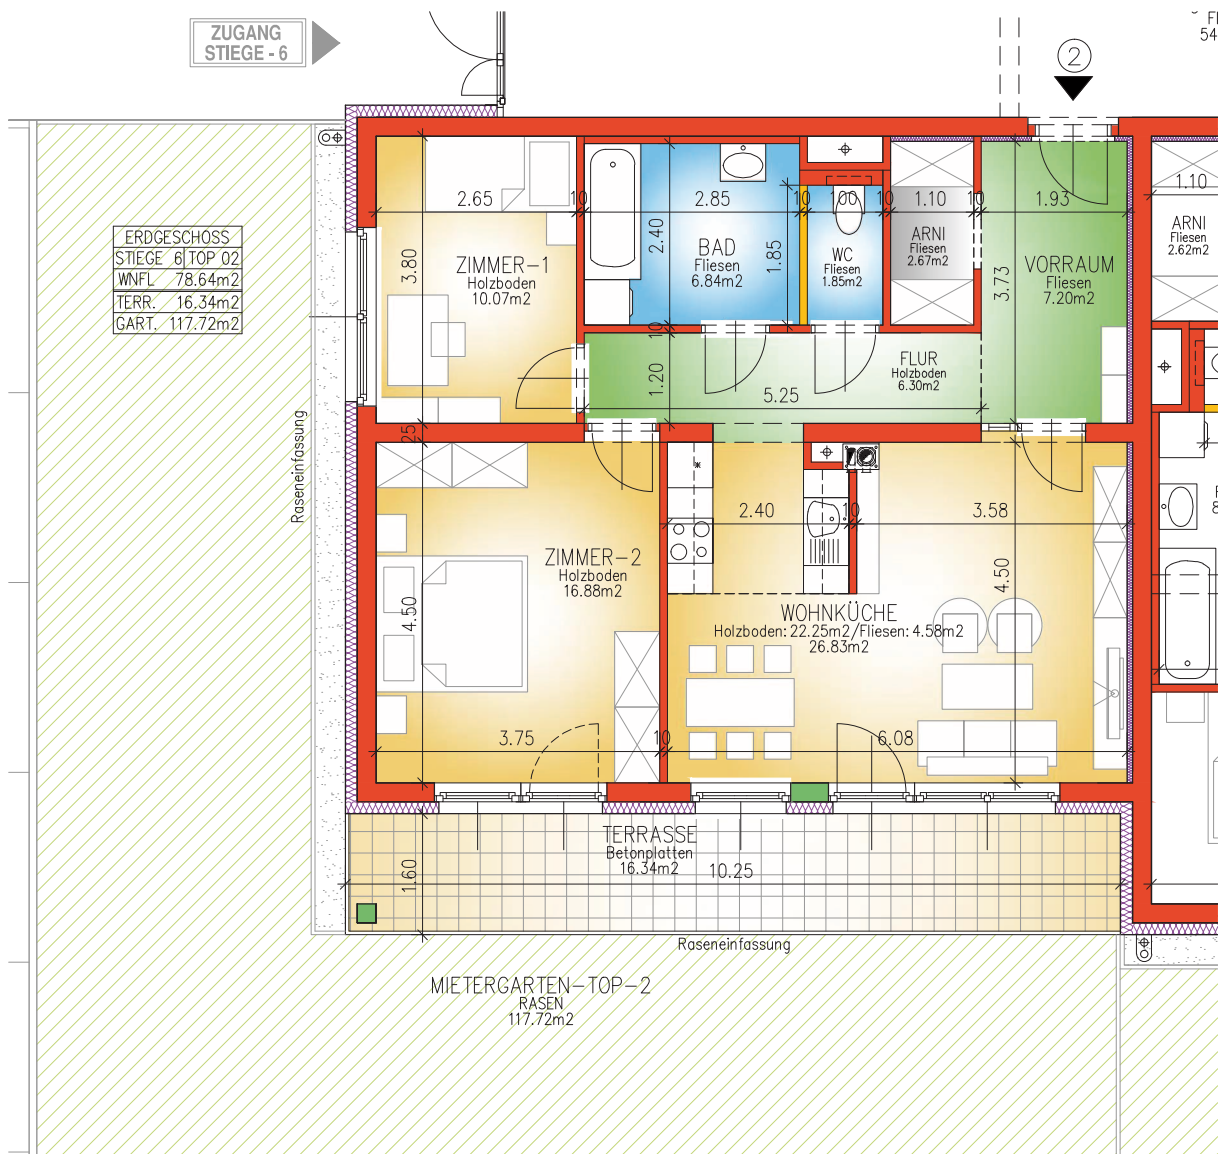 ZUGANG
STIEGE - 6
2
54
ERDGESCHOSS
STIEGE 6 TOP 02
WNFL 78.64m2
TERR. 16.34m2
GART. 117.72m2
2.65
10
2.85
10
100
10
1.10
10
1.93
1.10
3.80
2.40
1.85
3.73
ZIMMER-1
Holzboden
10.07m2
BAD
Fliesen
6.84m2
WC
Fliesen
1.85m2
ARNI
Fliesen
2.67m2
VORRAUM
Fliesen
7.20m2
ARNI
Fliesen
2.62m2
10
1.20
FLUR
Holzboden
6.30m2
5.25
25
Raseneinfassung
2.40
10
3.58
4.50
4.50
ZIMMER-2
Holzboden
16.88m2
WOHNKÜCHE
Holzboden: 22.25m2/Fliesen: 4.58m2
26.83m2
3.75
10
6.08
TERRASSE
Betonplatten
16.34m2
1.60
10.25
Raseneinfassung
MIETERGARTEN-TOP-2
RASEN
117.72m2